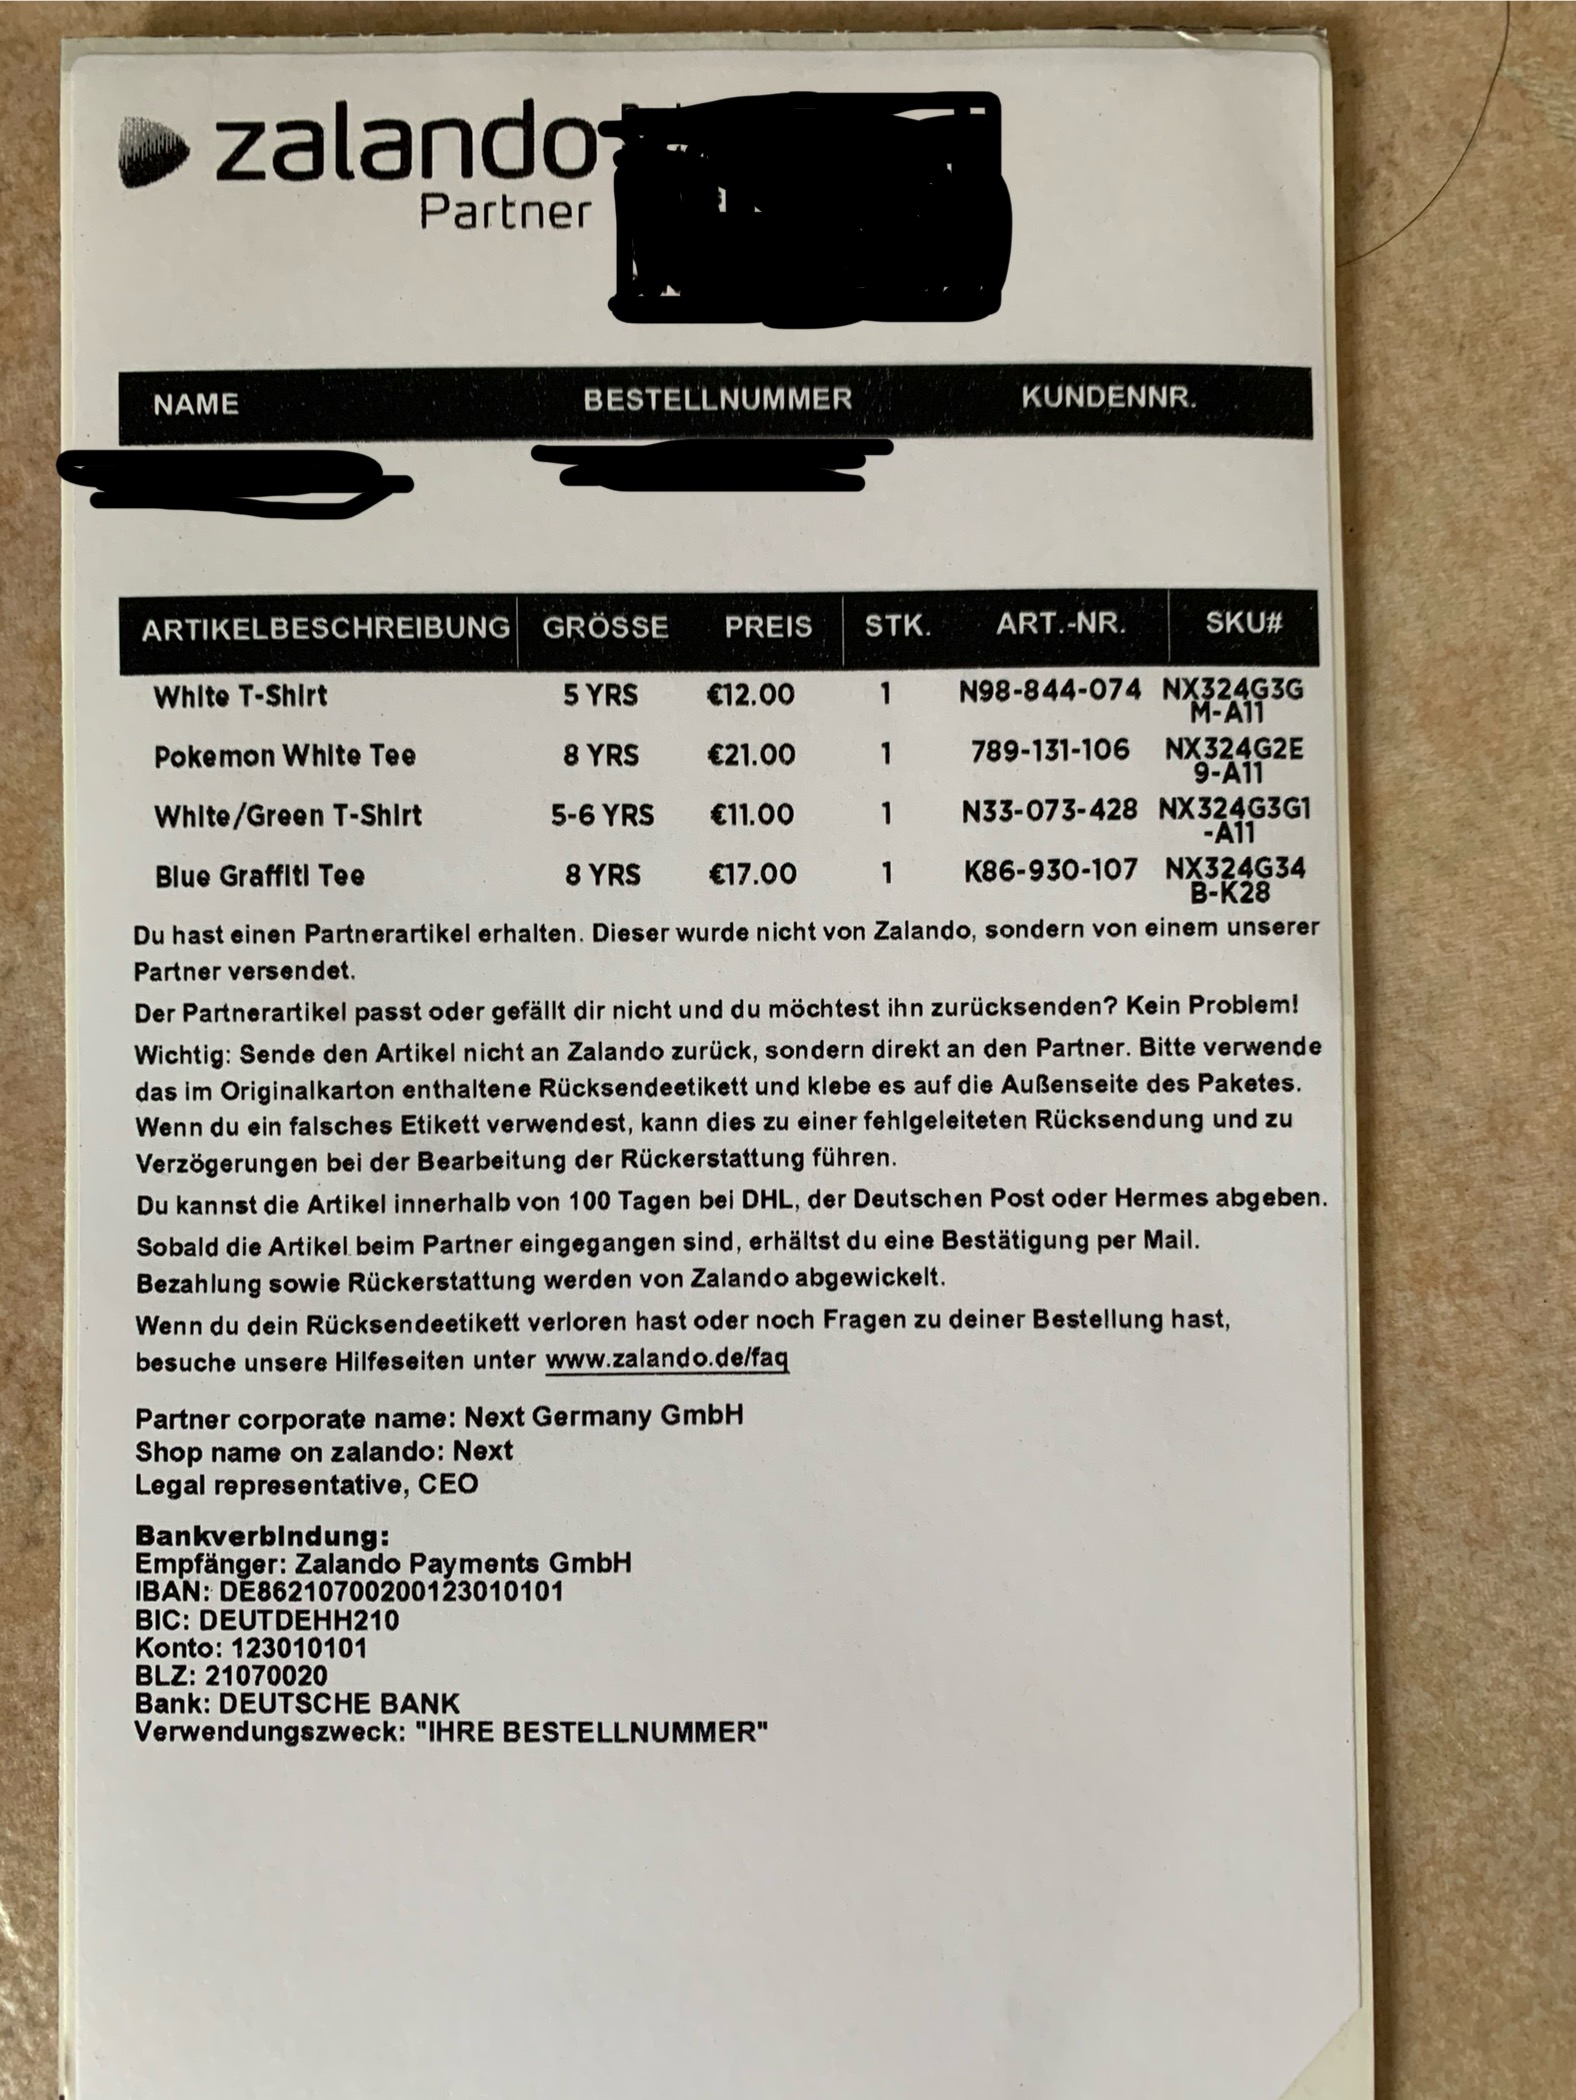 zalando
Partner
NAME BESTELLNUMMER KUNDENNR.
ARTIKELBESCHREIBUNG GRÖSSE PREIS STK. ART.-NR. SKU#
White T-Shirt 5 YRS €12.00 1 N98-844-074 NX324G3G
M-A11
Pokemon White Tee 8 YRS €21.00 1 789-131-106 NX324G2E
9-A11
White/Green T-Shirt 5-6 YRS €11.00 1 N33-073-428 NX324G3G1
-A11
Blue Graffiti Tee 8 YRS €17.00 1 K86-930-107 NX324G34
B-K28
Du hast einen Partnerartikel erhalten. Dieser wurde nicht von Zalando, sondern von einem unserer
Partner versendet.
Der Partnerartikel passt oder gefällt dir nicht und du möchtest ihn zurücksenden? Kein Problem!
Wichtig: Sende den Artikel nicht an Zalando zurück, sondern direkt an den Partner. Bitte verwende
das im Originalkarton enthaltene Rücksendeetikett und klebe es auf die Außenseite des Paketes.
Wenn du ein falsches Etikett verwendest, kann dies zu einer fehlgeleiteten Rücksendung und zu
Verzögerungen bei der Bearbeitung der Rückerstattung führen.
Du kannst die Artikel innerhalb von 100 Tagen bei DHL, der Deutschen Post oder Hermes abgeben.
Sobald die Artikel beim Partner eingegangen sind, erhältst du eine Bestätigung per Mail.
Bezahlung sowie Rückerstattung werden von Zalando abgewickelt.
Wenn du dein Rücksendeetikett verloren hast oder noch Fragen zu deiner Bestellung hast,
besuche unsere Hilfeseiten unter www.zalando.de/faq
Partner corporate name: Next Germany GmbH
Shop name on zalando: Next
Legal representative, CEO
Bankverbindung:
Empfänger: Zalando Payments GmbH
IBAN: DE86210700200123010101
BIC: DEUTDEHH210
Konto: 123010101
BLZ: 21070020
Bank: DEUTSCHE BANK
Verwendungszweck: "IHRE BESTELLNUMMER"